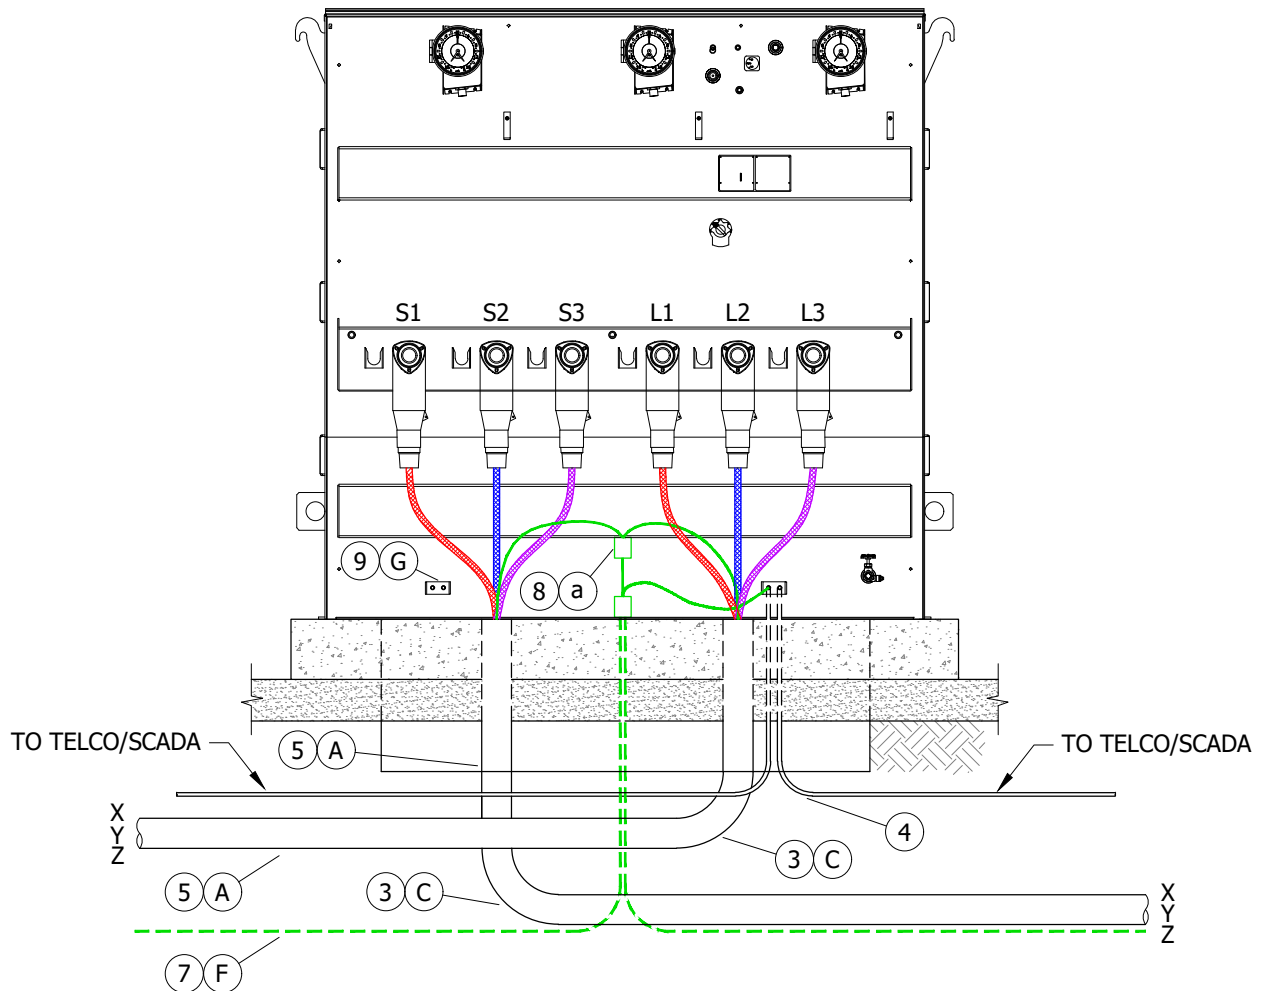 S1 S2 S3 L1 L2 L3
9 G
8 a
TO TELCO/SCADA
5 A
TO TELCO/SCADA
X
Y
Z
4
3 C
5 A
3 C
X
Y
Z
7 F